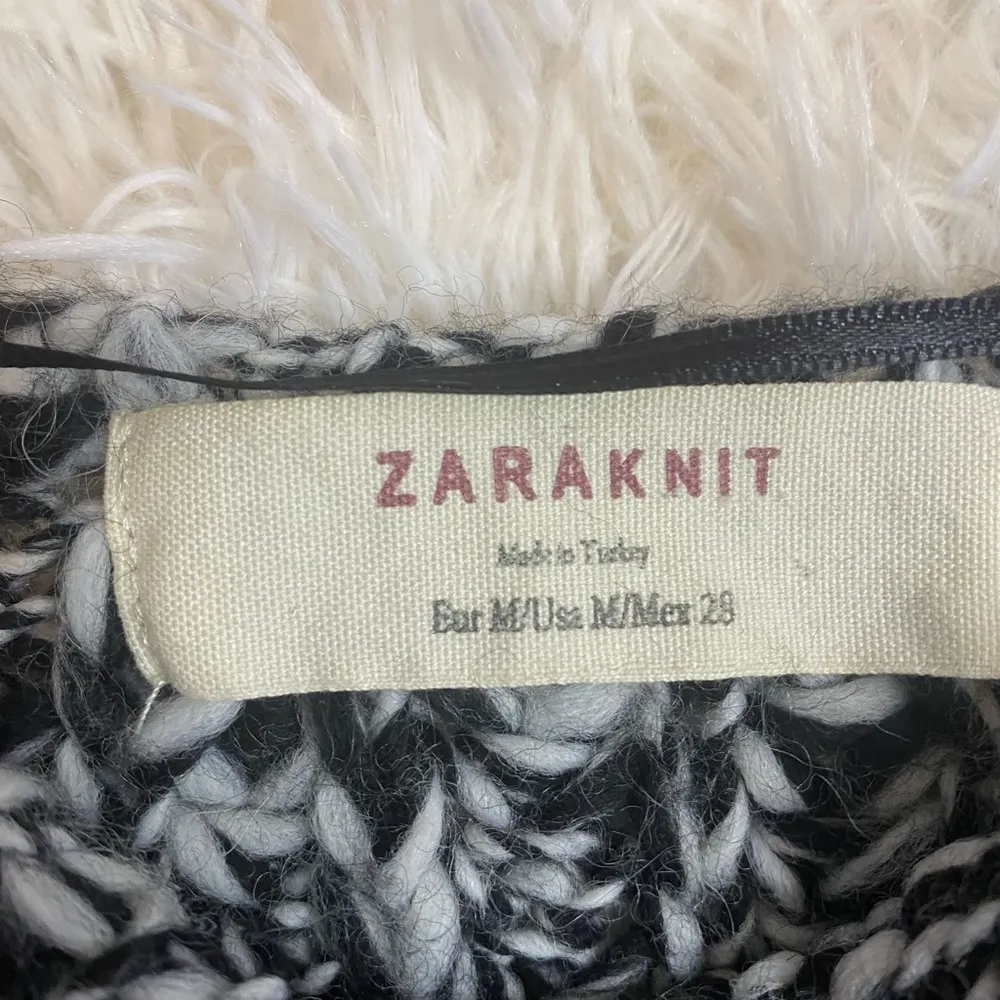 ZARAKNIT
Made in Turkey
Eur M/Usa M/Mex 28